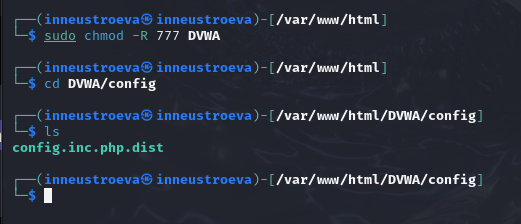 ┌──(inneustroeva㉿inneustroeva)-[/var/www/html]
└─$ sudo chmod -R 777 DVWA
┌──(inneustroeva㉿inneustroeva)-[/var/www/html]
└─$ cd DVWA/config
┌──(inneustroeva㉿inneustroeva)-[/var/www/html/DVWA/config]
└─$ ls
config.inc.php.dist
┌──(inneustroeva㉿inneustroeva)-[/var/www/html/DVWA/config]
└─$